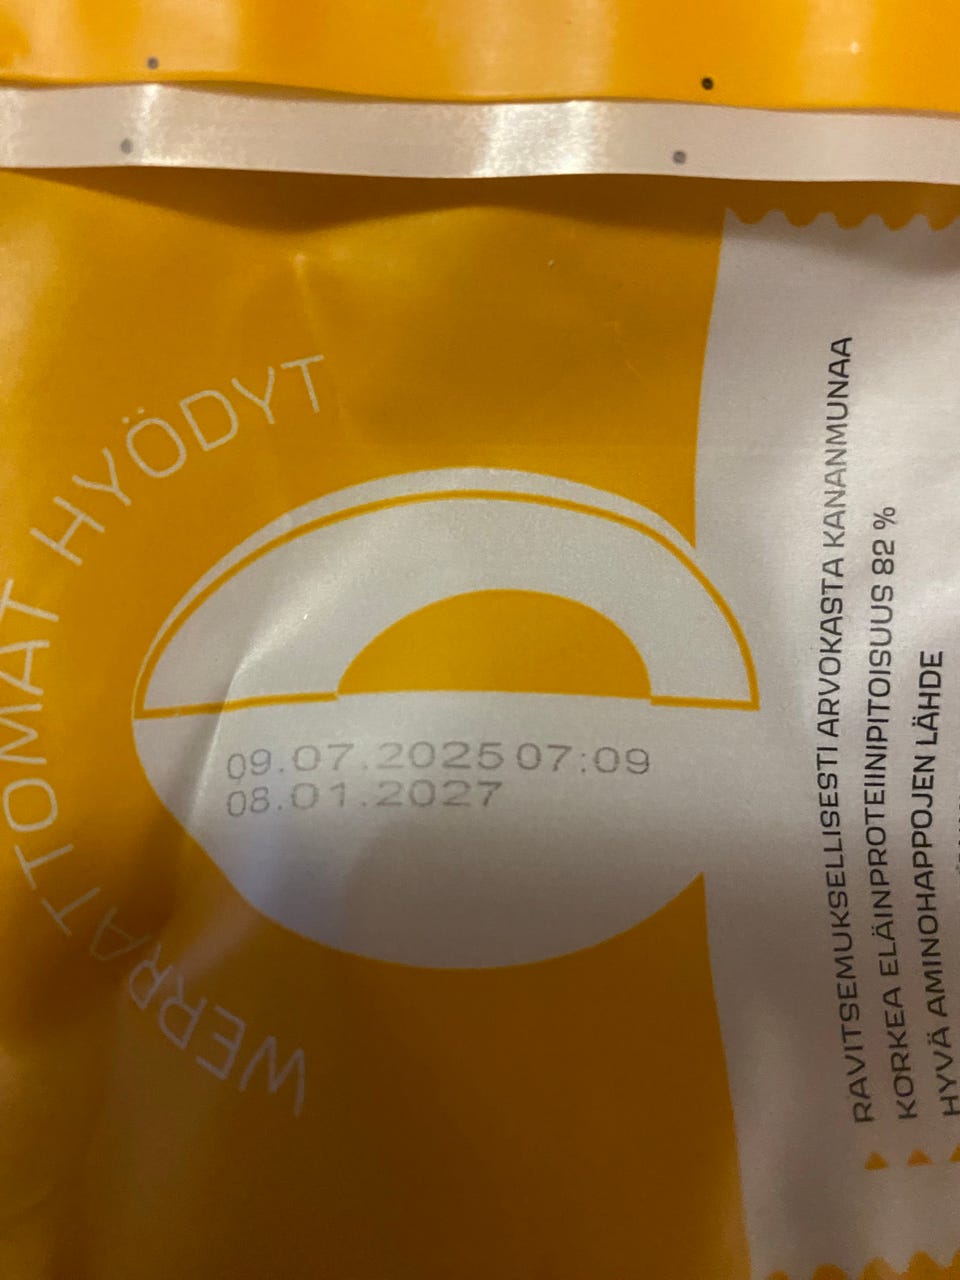 WERRATTOMAT HYÖDYT
09.07.2025 07:09
08.01.2027
RAVITSEMUKSELLISESTI ARVOKASTA KANANMUNAA
KORKEA ELÄINPROTEIINIPITOISUUS 82 %
HYVÄ AMINOHAPPOJEN LÄHDE